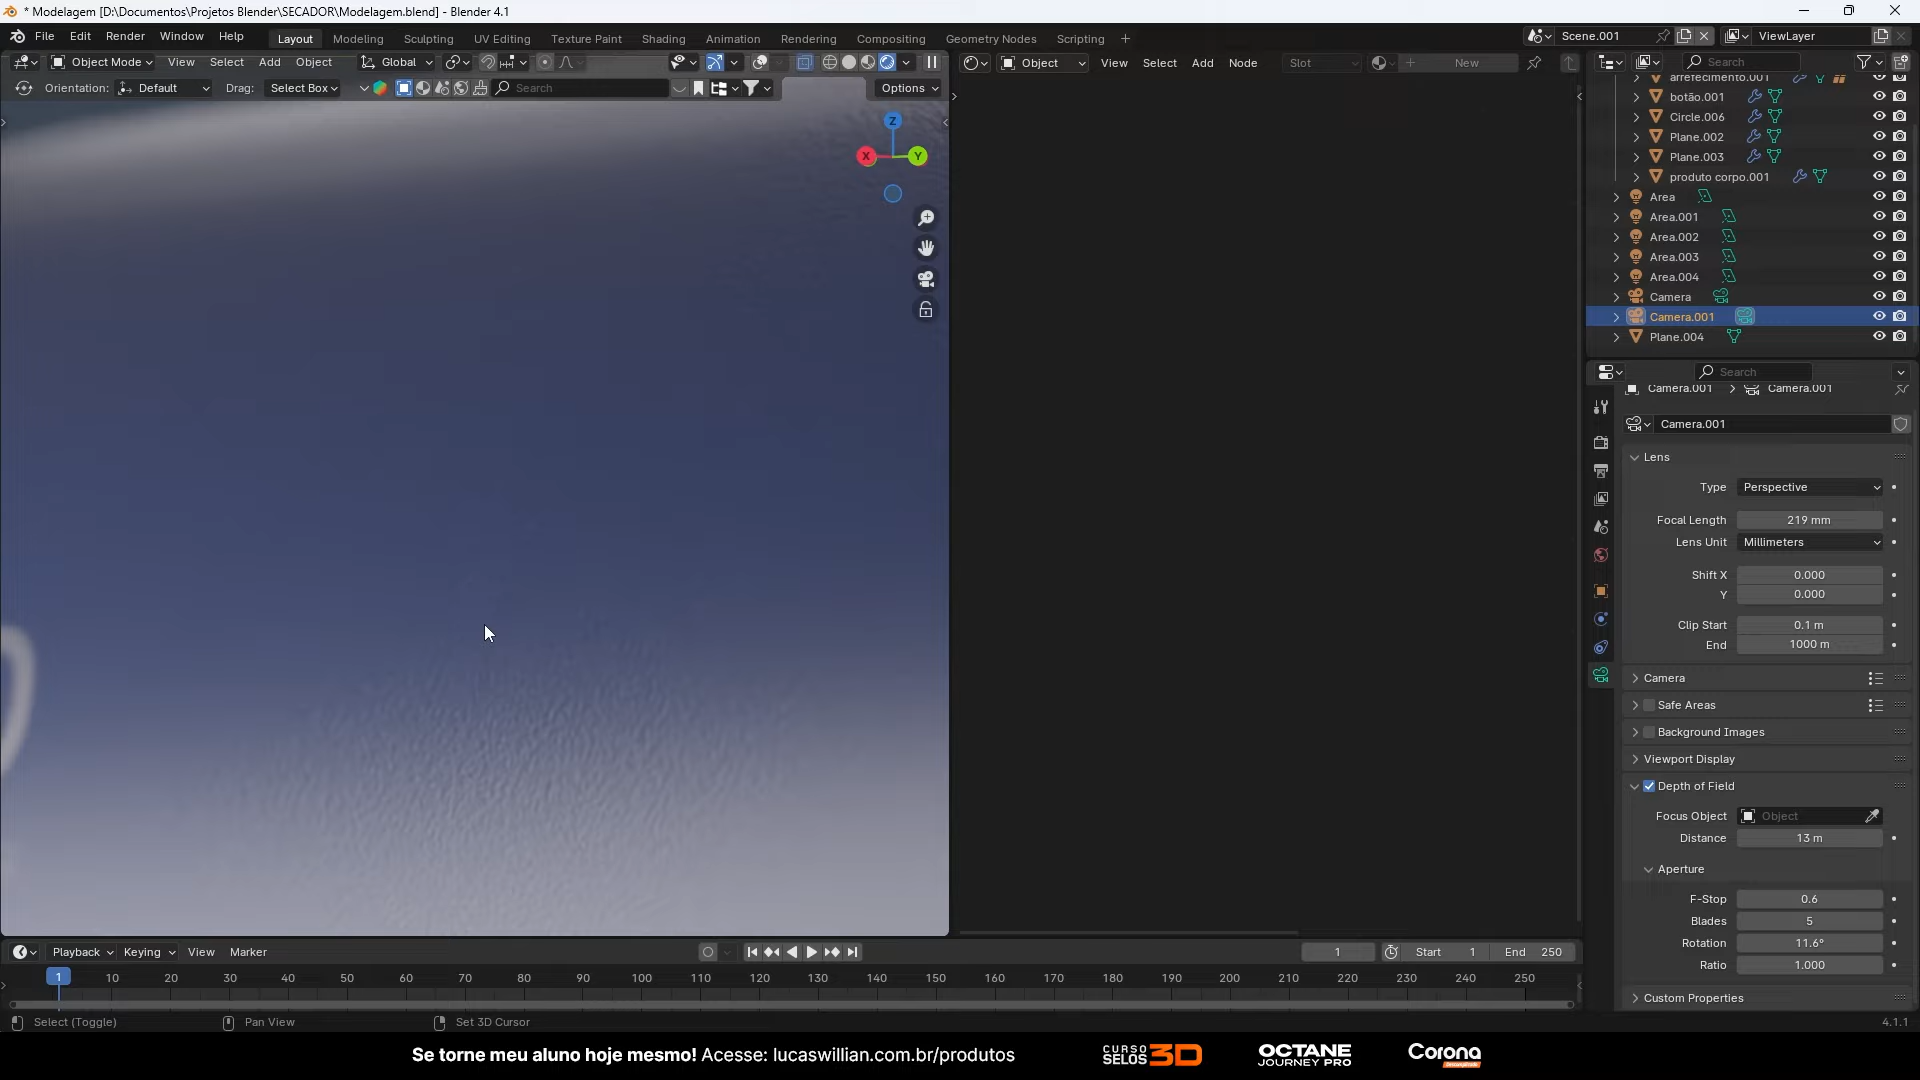 * Modelagem [D:\Documentos\Projetos Blender\SECADOR\Modelagem.blend] - Blender 4.1
File Edit Render Window Help Layout Modeling Sculpting UV Editing Texture Paint Shading Animation Rendering Compositing Geometry Nodes Scripting + Scene.001 ViewLayer
Object Mode View Select Add Object Global
Orientation: Default Drag: Select Box Search Options
Z
X Y
Object View Select Add Node Slot New
Search
arrefecimento.001
botão.001
Circle.006
Plane.002
Plane.003
produto corpo.001
Area
Area.001
Area.002
Area.003
Area.004
Camera
Camera.001
Plane.004
Search
Camera.001 Camera.001
Camera.001
Lens
Type Perspective
Focal Length 219 mm
Lens Unit Millimeters
Shift X 0.000
Y 0.000
Clip Start 0.1 m
End 1000 m
Camera
Safe Areas
Background Images
Viewport Display
Depth of Field
Focus Object Object
Distance 13 m
Aperture
F-Stop 0.6
Blades 5
Rotation 11.6°
Ratio 1.000
Custom Properties
Playback Keying View Marker 1 Start 1 End 250
1 10 20 30 40 50 60 70 80 90 100 110 120 130 140 150 160 170 180 190 200 210 220 230 240 250
Select (Toggle) Pan View Set 3D Cursor 4.1.1
Se torne meu aluno hoje mesmo! Acesse: lucaswillian.com.br/produtos
CURSO SELOS 3D
OCTANE
JOURNEY PRO
Corona